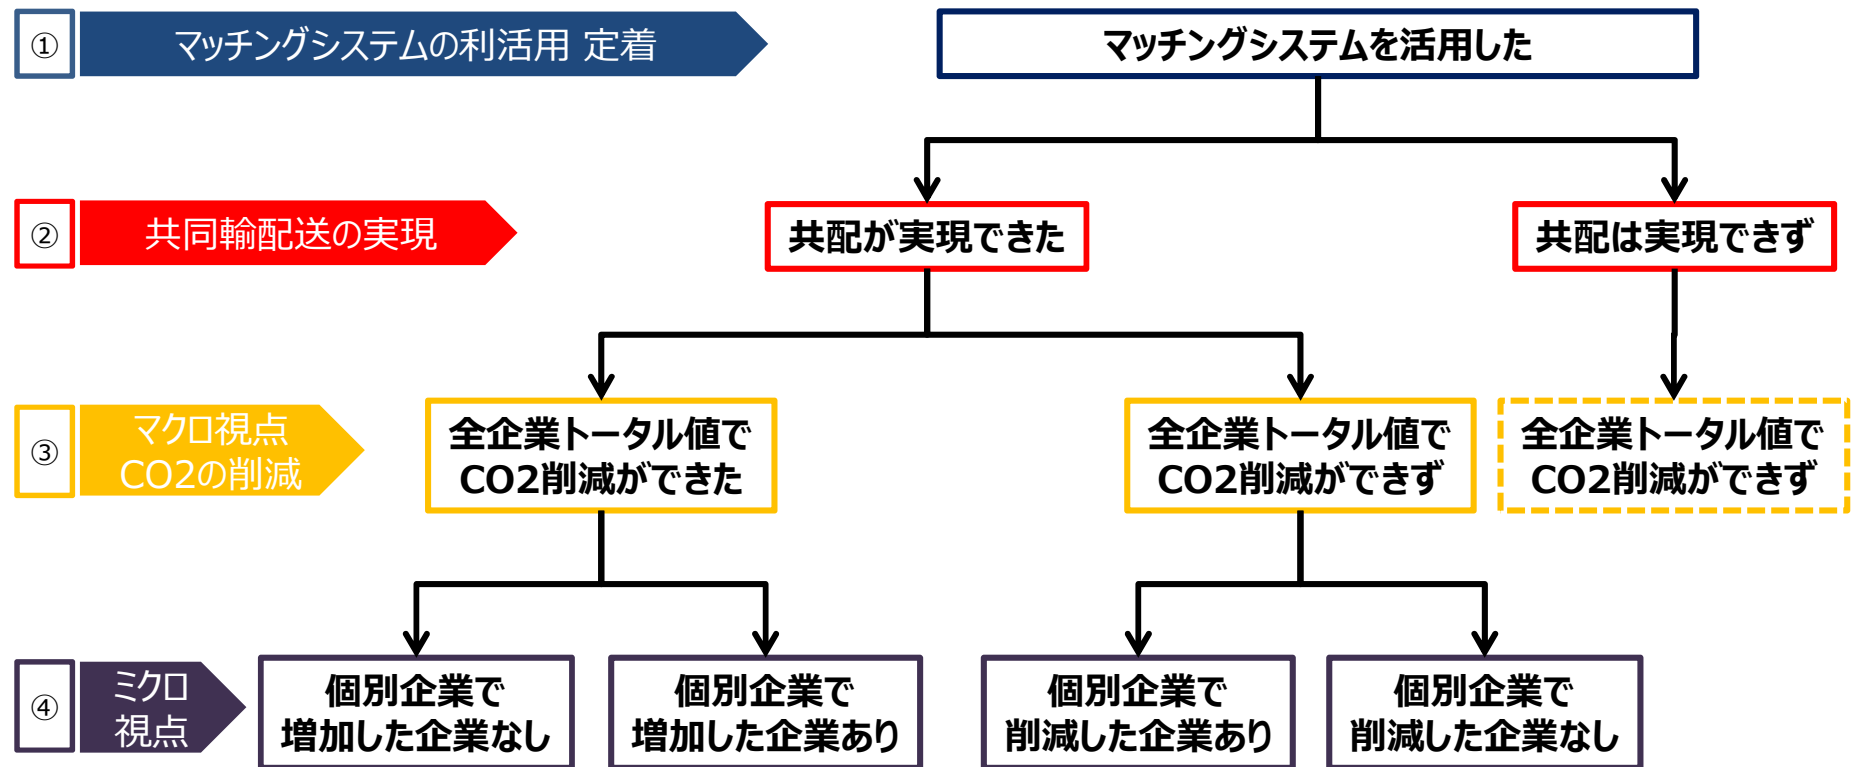 ①
マッチングシステムの利活用 定着
マッチングシステムを活用した
②
共同輸配送の実現
共配が実現できた
共配は実現できず
③
マクロ視点
CO2の削減
全企業トータル値で
CO2削減ができた
全企業トータル値で
CO2削減ができず
全企業トータル値で
CO2削減ができず
④
ミクロ
視点
個別企業で
増加した企業なし
個別企業で
増加した企業あり
個別企業で
削減した企業あり
個別企業で
削減した企業なし